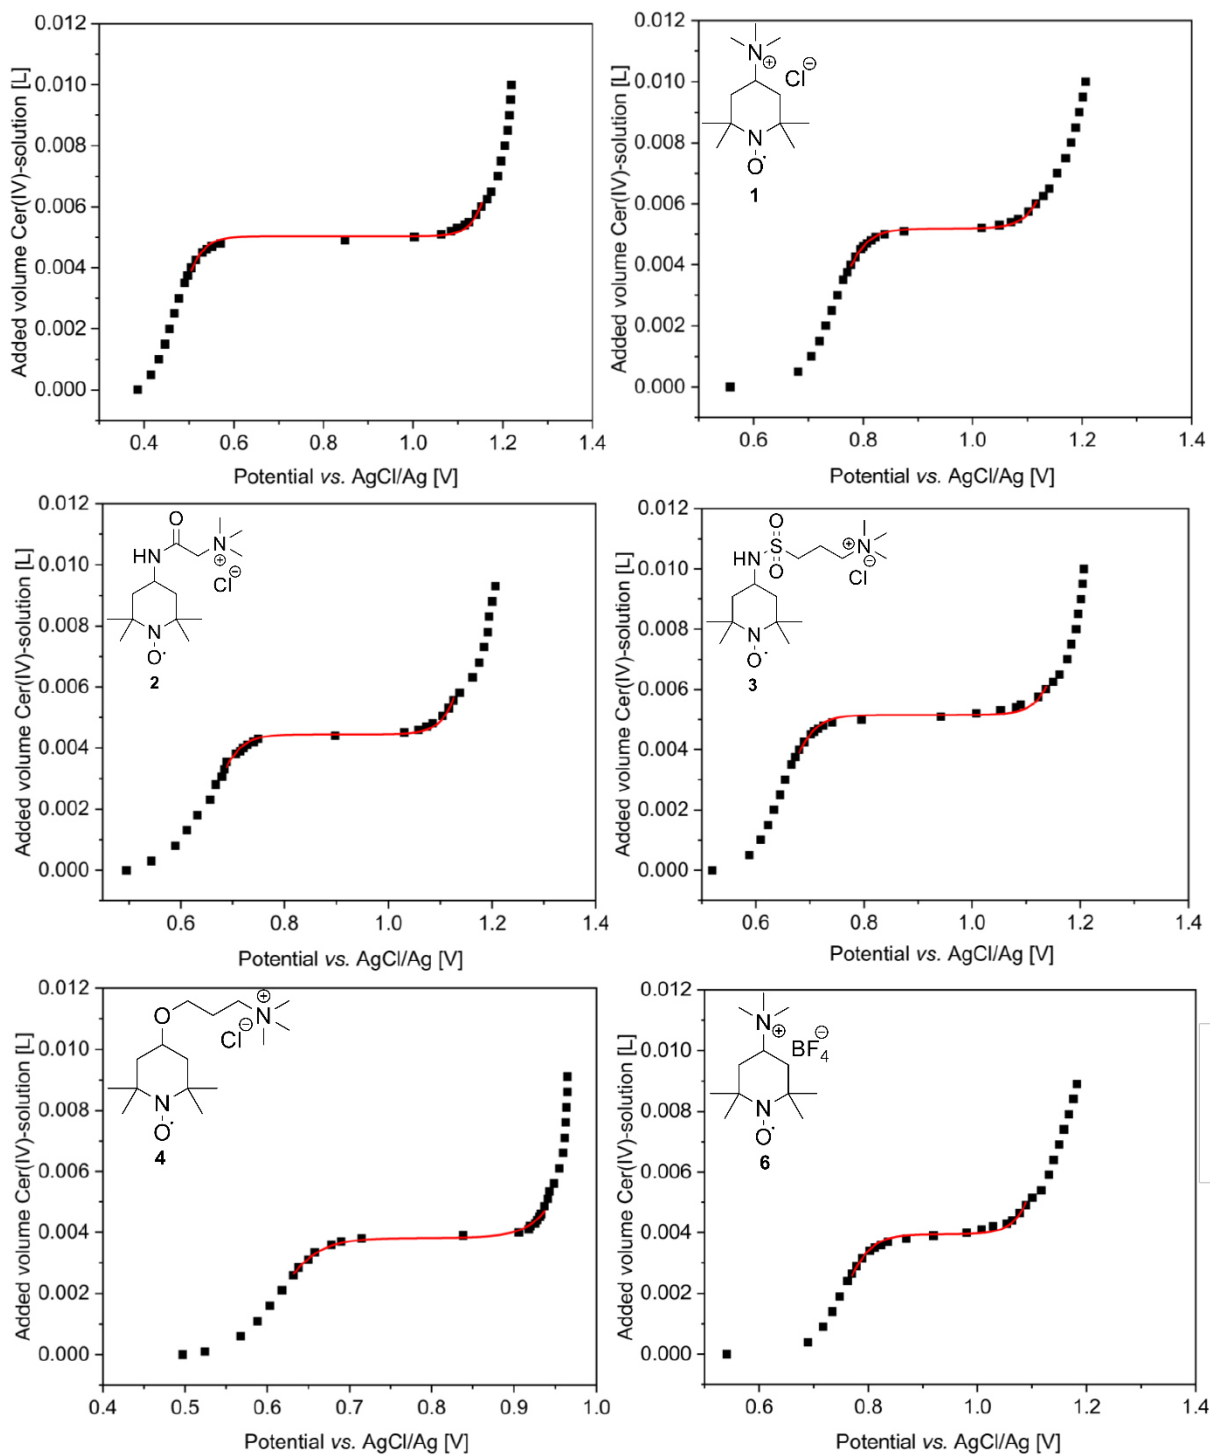 Added volume Cer(IV)-solution [L]
0.012
0.010
0.008
0.006
0.004
0.002
0.000
0.4 0.6 0.8 1.0 1.2 1.4
Potential vs. AgCl/Ag [V]
Added volume Cer(IV)-solution [L]
0.012
0.010
0.008
0.006
0.004
0.002
0.000
N ⊕
Cl⊖
N
O·
1
0.6 0.8 1.0 1.2 1.4
Potential vs. AgCl/Ag [V]
Added volume Cer(IV)-solution [L]
0.012
0.010
0.008
0.006
0.004
0.002
0.000
O
HN N ⊕
Cl⊖
N
O·
2
0.6 0.8 1.0 1.2 1.4
Potential vs. AgCl/Ag [V]
Added volume Cer(IV)-solution [L]
0.012
0.010
0.008
0.006
0.004
0.002
0.000
O
HN S ⊕ N
O Cl⊖
N
O·
3
0.6 0.8 1.0 1.2 1.4
Potential vs. AgCl/Ag [V]
Added volume Cer(IV)-solution [L]
0.012
0.010
0.008
0.006
0.004
0.002
0.000
O N ⊕
Cl⊖
N
O·
4
0.4 0.5 0.6 0.7 0.8 0.9 1.0
Potential vs. AgCl/Ag [V]
Added volume Cer(IV)-solution [L]
0.012
0.010
0.008
0.006
0.004
0.002
0.000
N ⊕
BF4⊖
N
O·
6
0.6 0.8 1.0 1.2 1.4
Potential vs. AgCl/Ag [V]